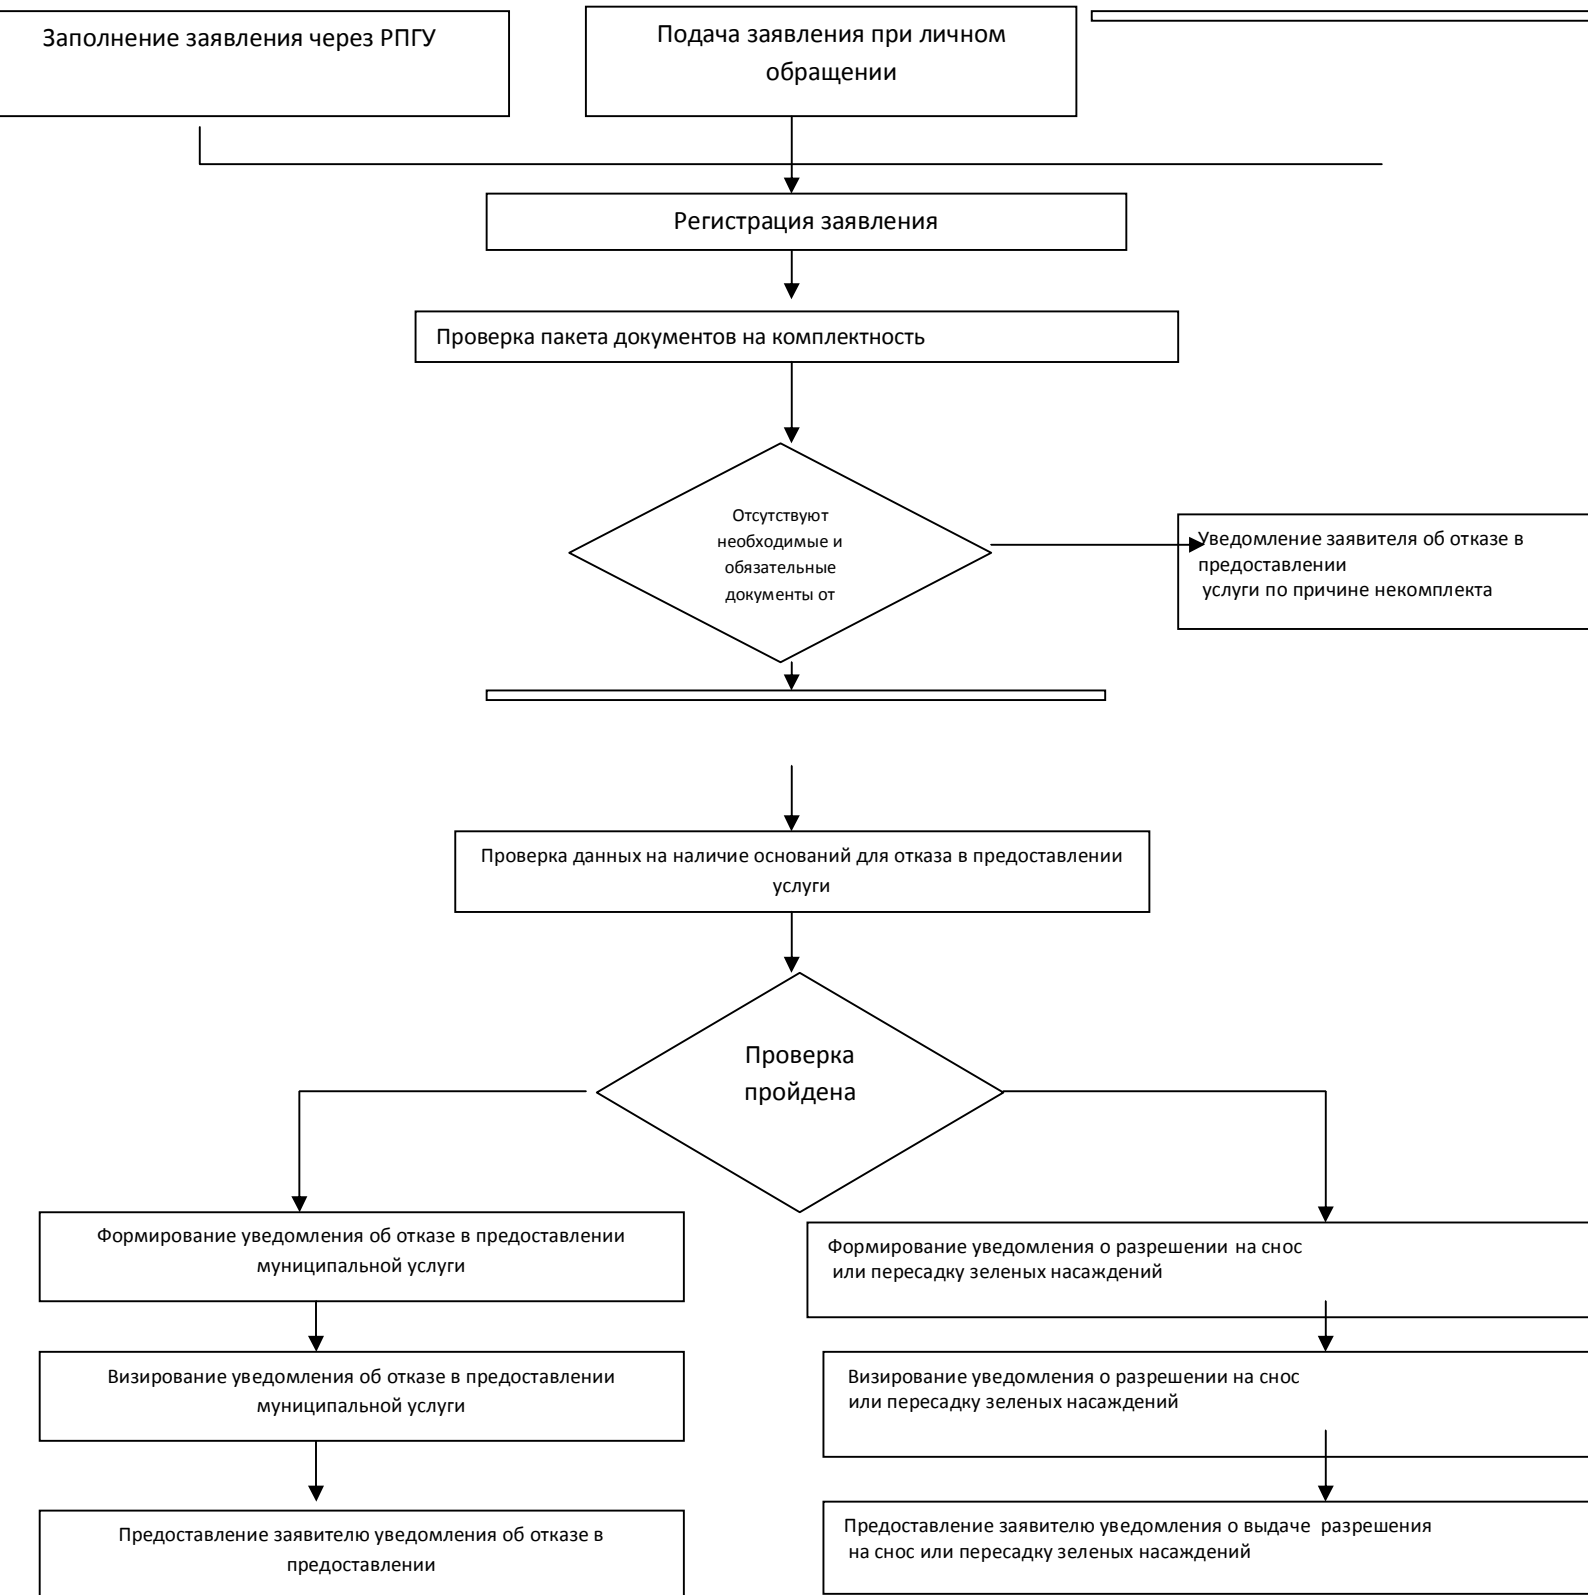 Заполнение заявления через РПГУ
Подача заявления при личном
обращении
Регистрация заявления
Проверка пакета документов на комплектность
Отсутствуют
необходимые и
обязательные
документы от
Уведомление заявителя об отказе в
предоставлении
услуги по причине некомплекта
Проверка данных на наличие оснований для отказа в предоставлении
услуги
Проверка
пройдена
Формирование уведомления об отказе в предоставлении
муниципальной услуги
Формирование уведомления о разрешении на снос
или пересадку зеленых насаждений
Визирование уведомления об отказе в предоставлении
муниципальной услуги
Визирование уведомления о разрешении на снос
или пересадку зеленых насаждений
Предоставление заявителю уведомления об отказе в
предоставлении
Предоставление заявителю уведомления о выдаче разрешения
на снос или пересадку зеленых насаждений